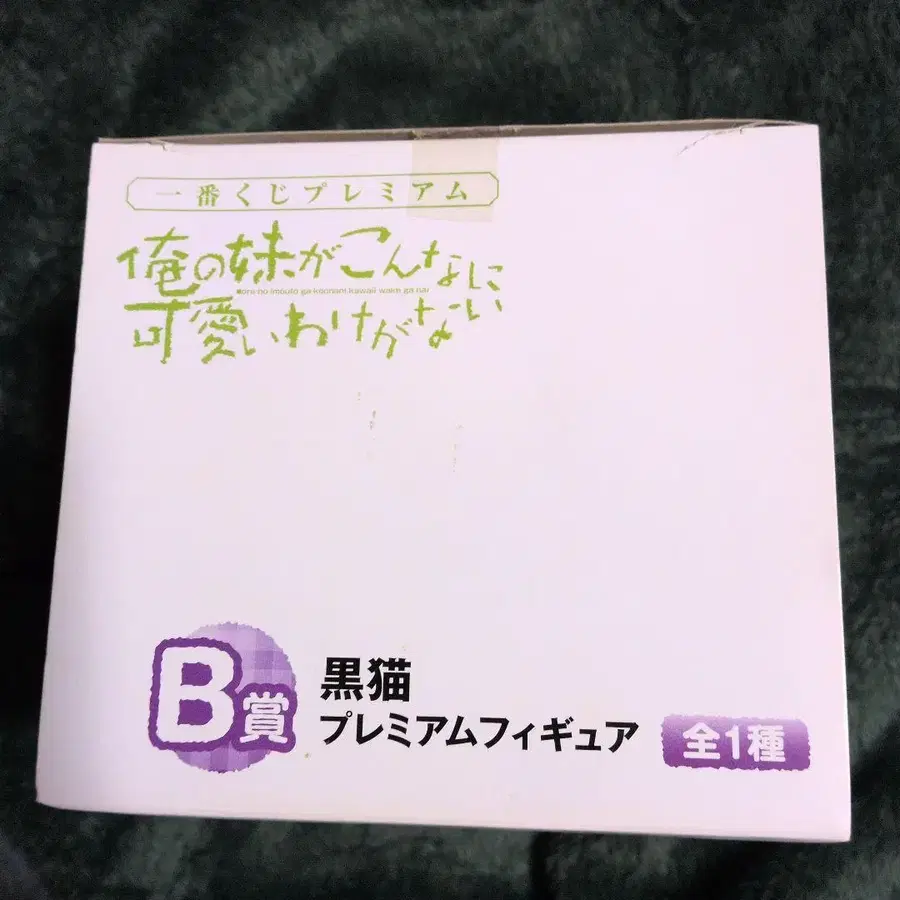 一番くじプレミアム
俺の妹がこんなに
ore no imouto ga konnani kawaii wake ga nai
可愛いわけがない
B賞
黒猫
プレミアムフィギュア
全1種